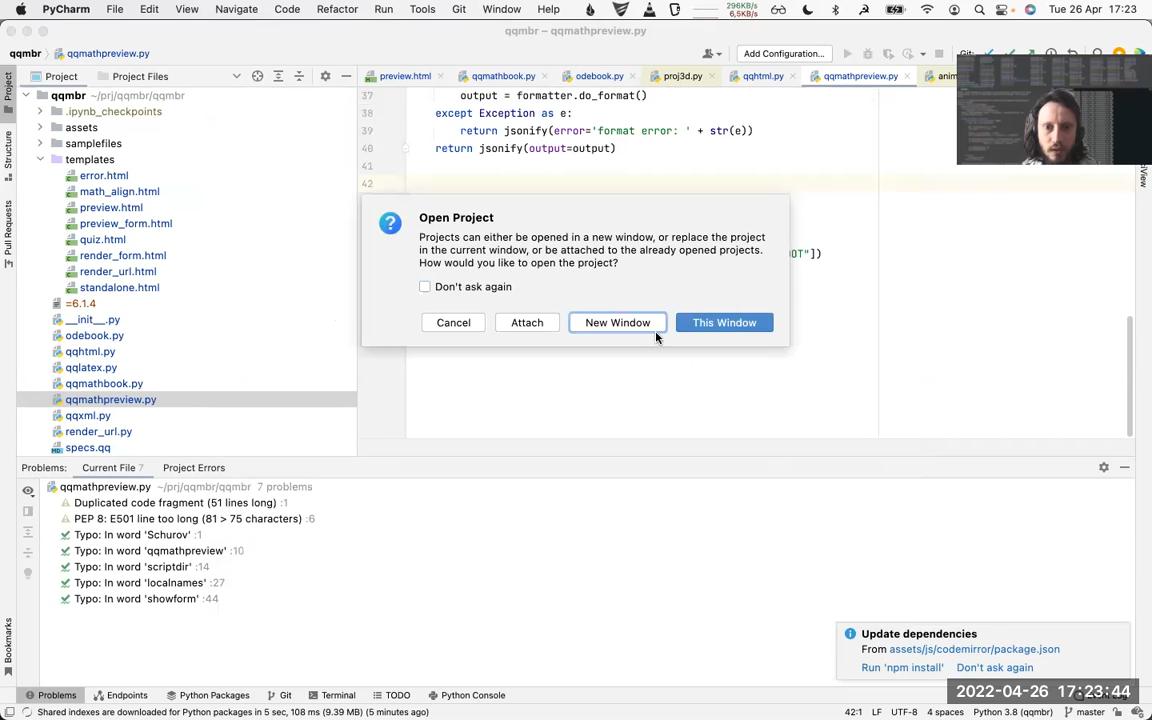 PyCharm File Edit View Navigate Code Refactor Run Tools Git Window Help 296KB/s 6,5KB/s Tue 26 Apr 17:23
qqmbr – qqmathpreview.py
qqmbr qqmathpreview.py Add Configuration... Git:
Project Project Files preview.html qqmathbook.py odebook.py proj3d.py qqhtml.py qqmathpreview.py
Project
Structure
Pull Requests
Bookmarks
qqmbr ~/prj/qqmbr/qqmbr
.ipynb_checkpoints
assets
samplefiles
templates
error.html
math_align.html
preview.html
preview_form.html
quiz.html
render_form.html
render_url.html
standalone.html
=6.1.4
__init__.py
odebook.py
qqhtml.py
qqlatex.py
qqmathbook.py
qqmathpreview.py
qqxml.py
render_url.py
specs.qq
37 output = formatter.do_format()
38 except Exception as e:
39 return jsonify(error='format error: ' + str(e))
40 return jsonify(output=output)
41
42
OT"])
Open Project
Projects can either be opened in a new window, or replace the project
in the current window, or be attached to the already opened projects.
How would you like to open the project?
Don't ask again
Cancel Attach New Window This Window
Problems: Current File 7 Project Errors
qqmathpreview.py ~/prj/qqmbr/qqmbr 7 problems
Duplicated code fragment (51 lines long) :1
PEP 8: E501 line too long (81 > 75 characters) :6
Typo: In word 'Schurov' :1
Typo: In word 'qqmathpreview' :10
Typo: In word 'scriptdir' :14
Typo: In word 'localnames' :27
Typo: In word 'showform' :44
Update dependencies
From assets/js/codemirror/package.json
Run 'npm install' Don't ask again
Problems Endpoints Python Packages Git Terminal TODO Python Console
2022-04-26 17:23:44
Shared indexes are downloaded for Python packages in 5 sec, 108 ms (9.39 MB) (5 minutes ago) 42:1 LF UTF-8 4 spaces Python 3.8 (qqmbr) master